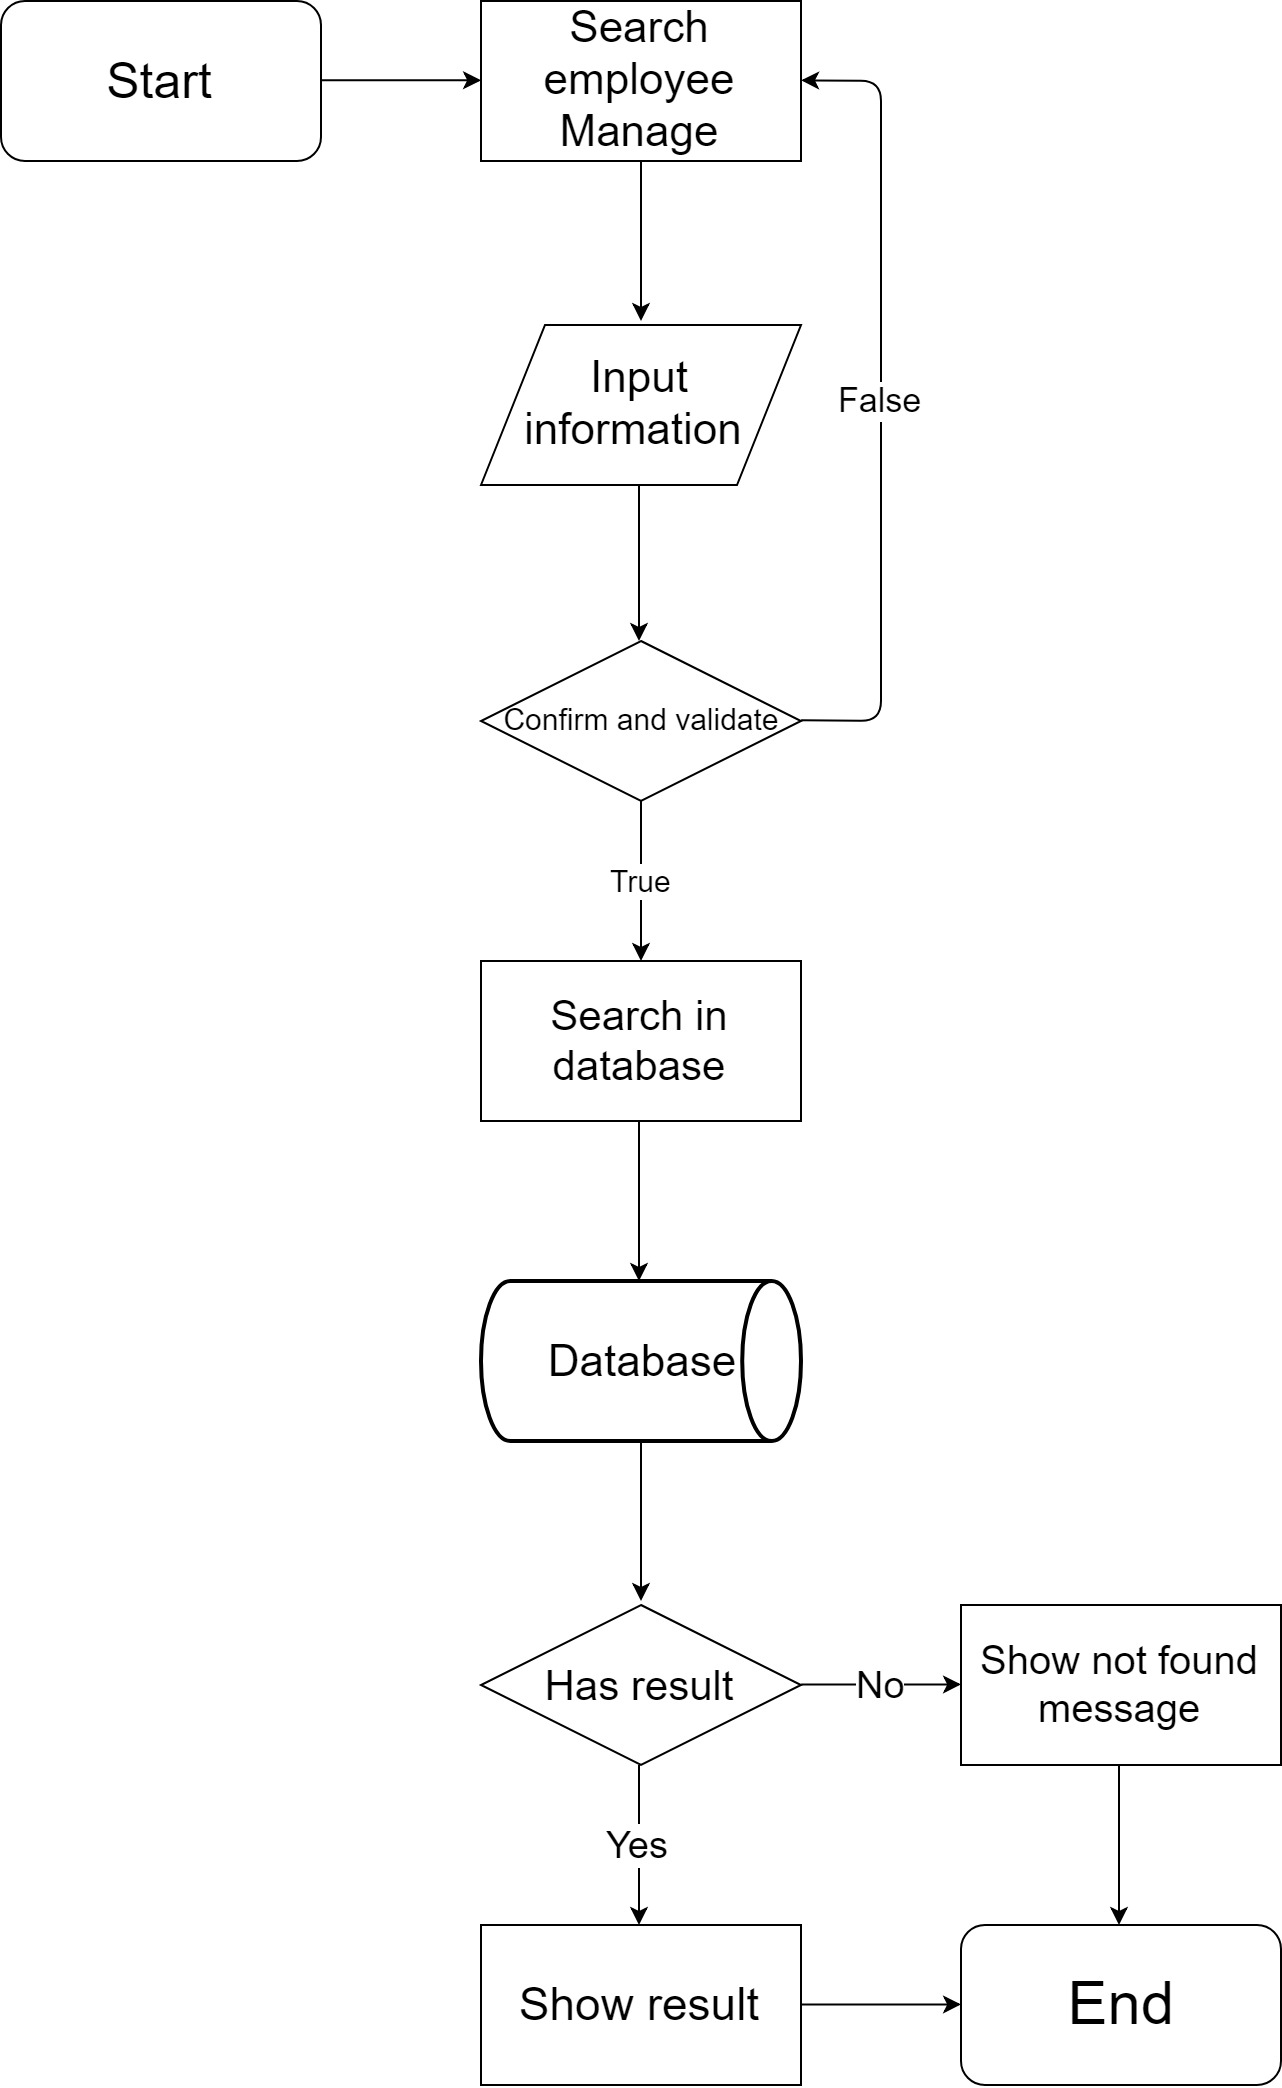 Start
Search
employee
Manage
Input
information
False
Confirm and validate
True
Search in
database
Database
Has result
No
Show not found
message
Yes
Show result
End